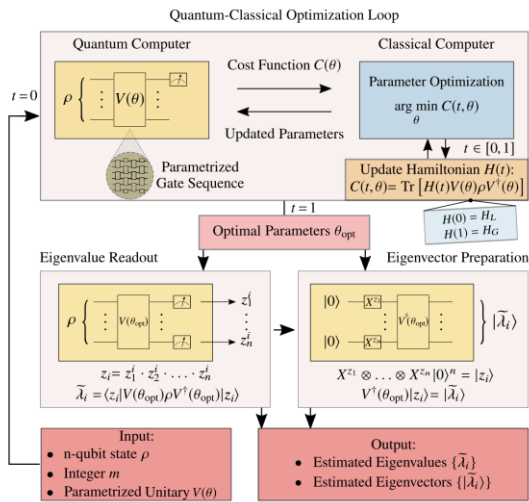 Quantum-Classical Optimization Loop
Quantum Computer
Classical Computer
t=0
ρ { V(θ)
Cost Function C(θ)
Updated Parameters
Parameter Optimization
arg min C(t, θ)
θ
t ∈ [0, 1]
Parametrized
Gate Sequence
Update Hamiltonian H(t):
C(t,θ)= Tr [H(t)V(θ)ρV†(θ)]
H(0) = H_L
H(1) = H_G
t=1
Optimal Parameters θ_opt
Eigenvalue Readout
Eigenvector Preparation
ρ { V(θ_opt)
z_1^i
z_n^i
|0⟩ X^{z_1}
V†(θ_opt)
} |λ̃_i⟩
|0⟩ X^{z_n}
z_i= z_1^i · z_2^i · . . . . · z_n^i
λ̃_i = ⟨z_i|V(θ_opt)ρV†(θ_opt)|z_i⟩
X^{z_1} ⊗ . . . ⊗ X^{z_n}|0⟩^n = |z_i⟩
V†(θ_opt)|z_i⟩= |λ̃_i⟩
Input:
• n-qubit state ρ
• Integer m
• Parametrized Unitary V(θ)
Output:
• Estimated Eigenvalues {λ̃_i}
• Estimated Eigenvectors {|λ̃_i⟩}